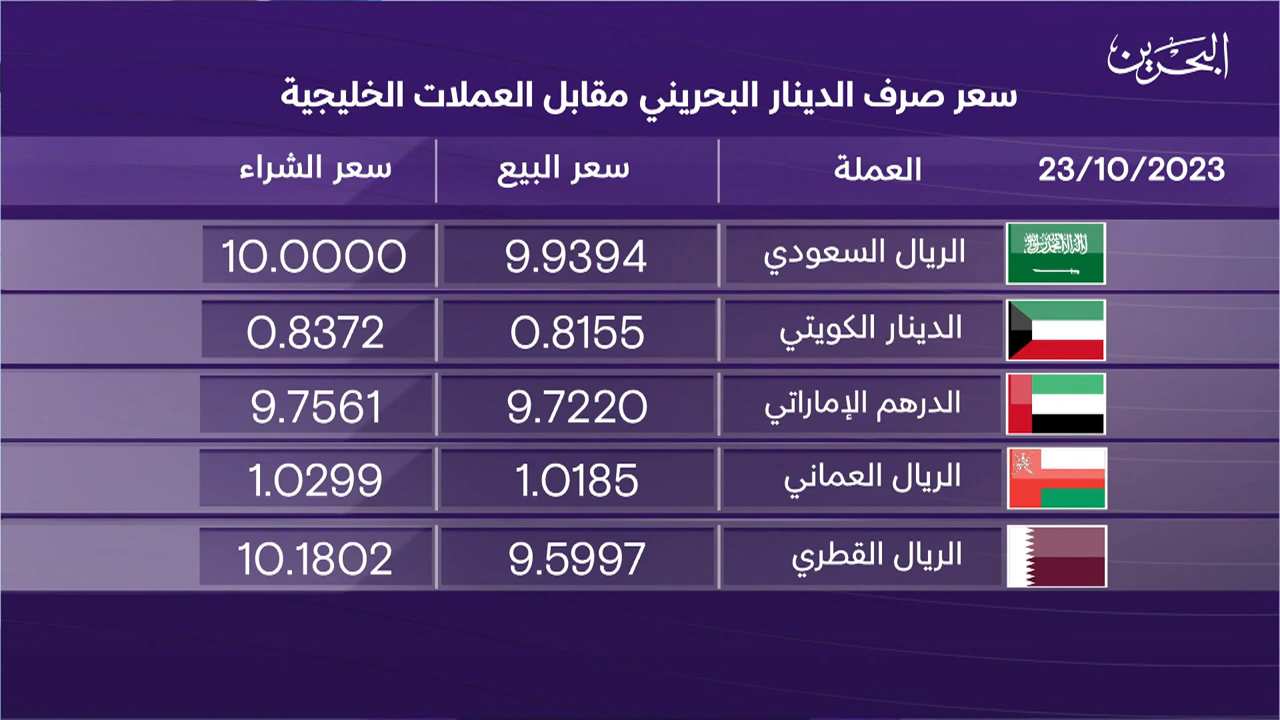 البحرين
سعر صرف الدينار البحريني مقابل العملات الخليجية
23/10/2023 العملة سعر البيع سعر الشراء
الريال السعودي 9.9394 10.0000
الدينار الكويتي 0.8155 0.8372
الدرهم الإماراتي 9.7220 9.7561
الريال العماني 1.0185 1.0299
الريال القطري 9.5997 10.1802